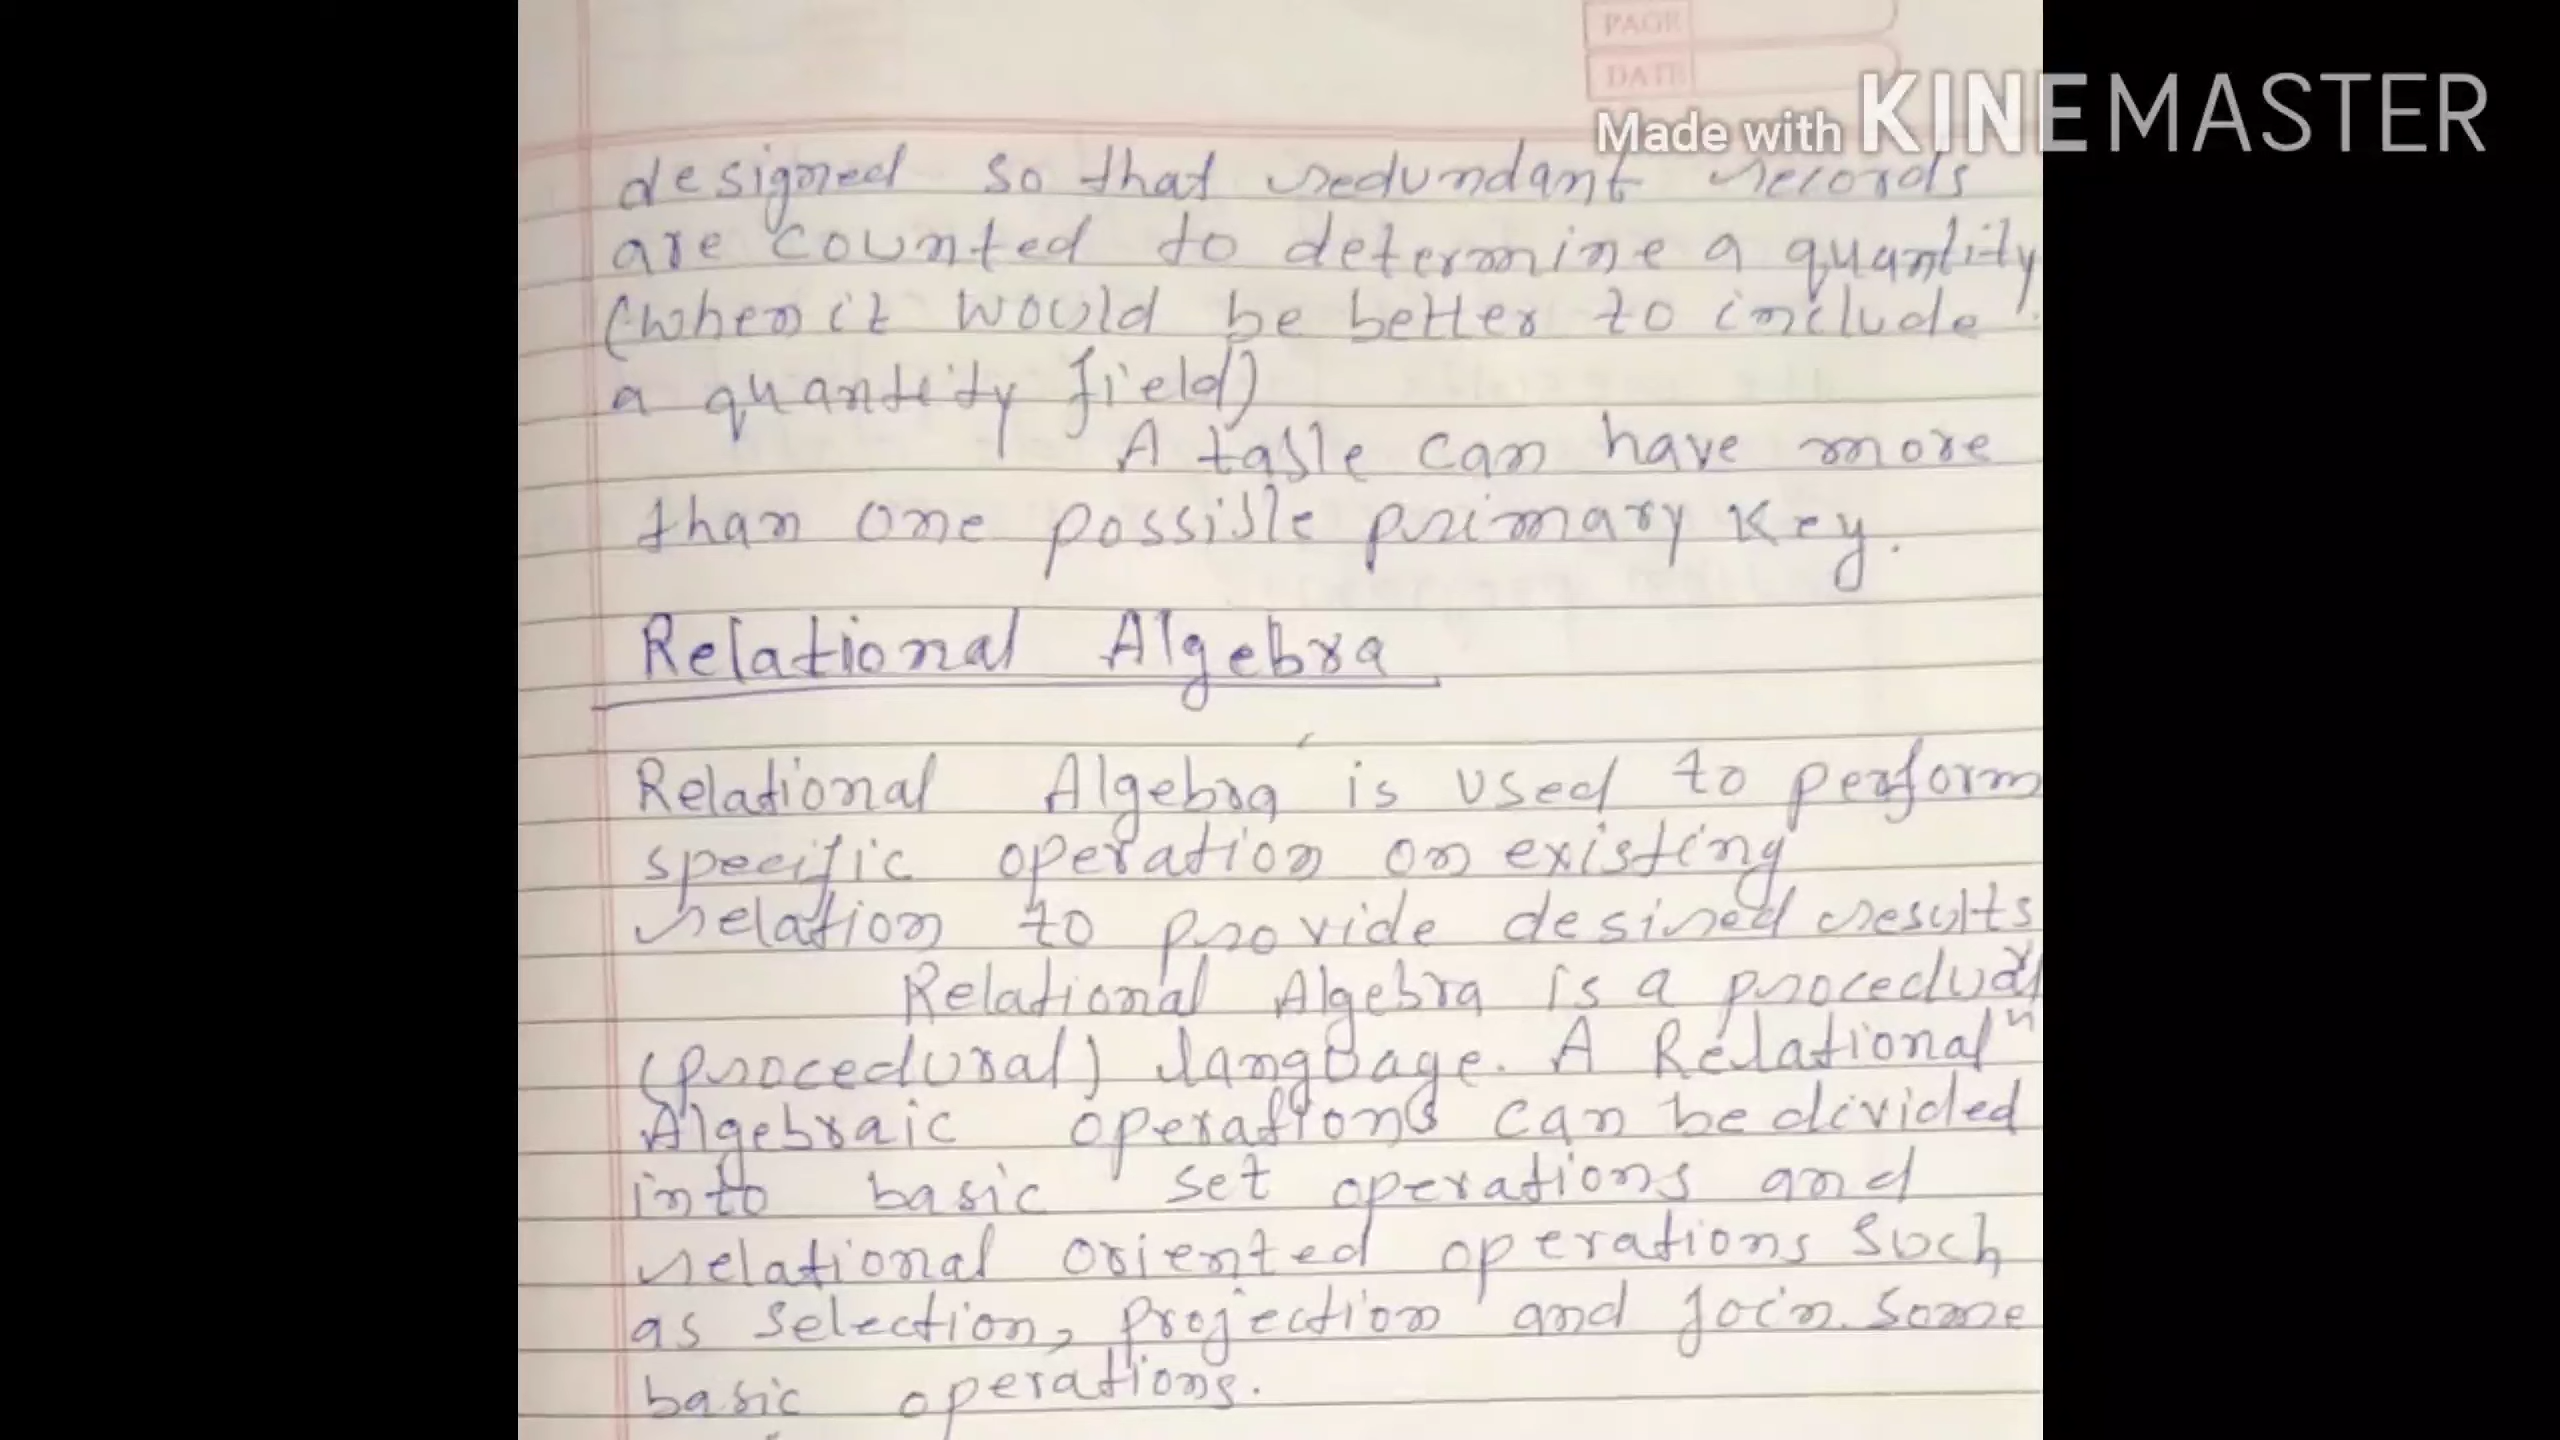 PAGE
DATE
Made with KINEMASTER
designed so that redundant records
are counted to determine a quantity
(when it would be better to include
a quantity field)
A table can have more
than one possible primary key.
Relational Algebra
Relational Algebra is used to perform
specific operation on existing
relation to provide desired results
Relational Algebra is a
(procedural) language. A Relational
Algebraic operations can be divided
into basic set operations and
relational oriented operations such
as selection, projection and join some
basic operations.